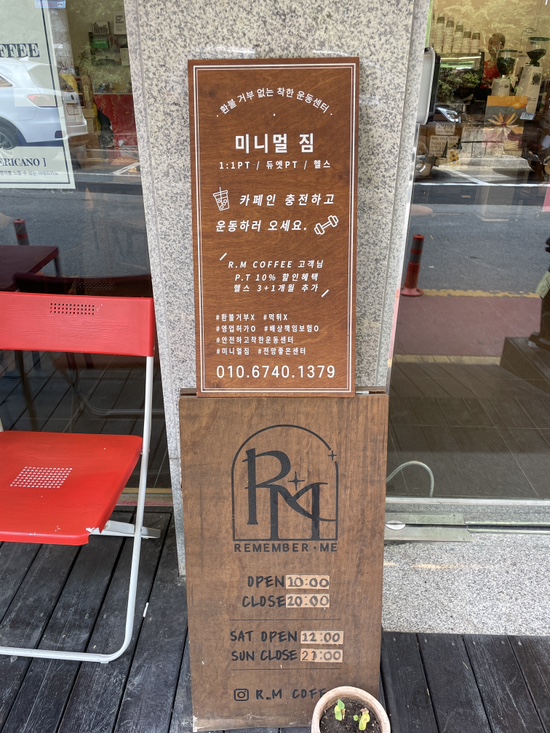 OFFEE
ERICANO ]
· 환불 거부 없는 착한 운동센터 ·
미니멀 짐
1:1PT / 듀엣PT / 헬스
카페인 충전하고
운동하러 오세요.
R.M COFFEE 고객님
P.T 10% 할인혜택
헬스 3+1개월 추가
#환불거부X #먹튀X
#영업허가O #배상책임보험O
#안전하고착한운동센터
#미니멀짐 #전망좋은센터
010.6740.1379
RM
REMEMBER · ME
OPEN 10:00
CLOSE 20:00
SAT OPEN 12:00
SUN CLOSE 21:00
R_M COFF